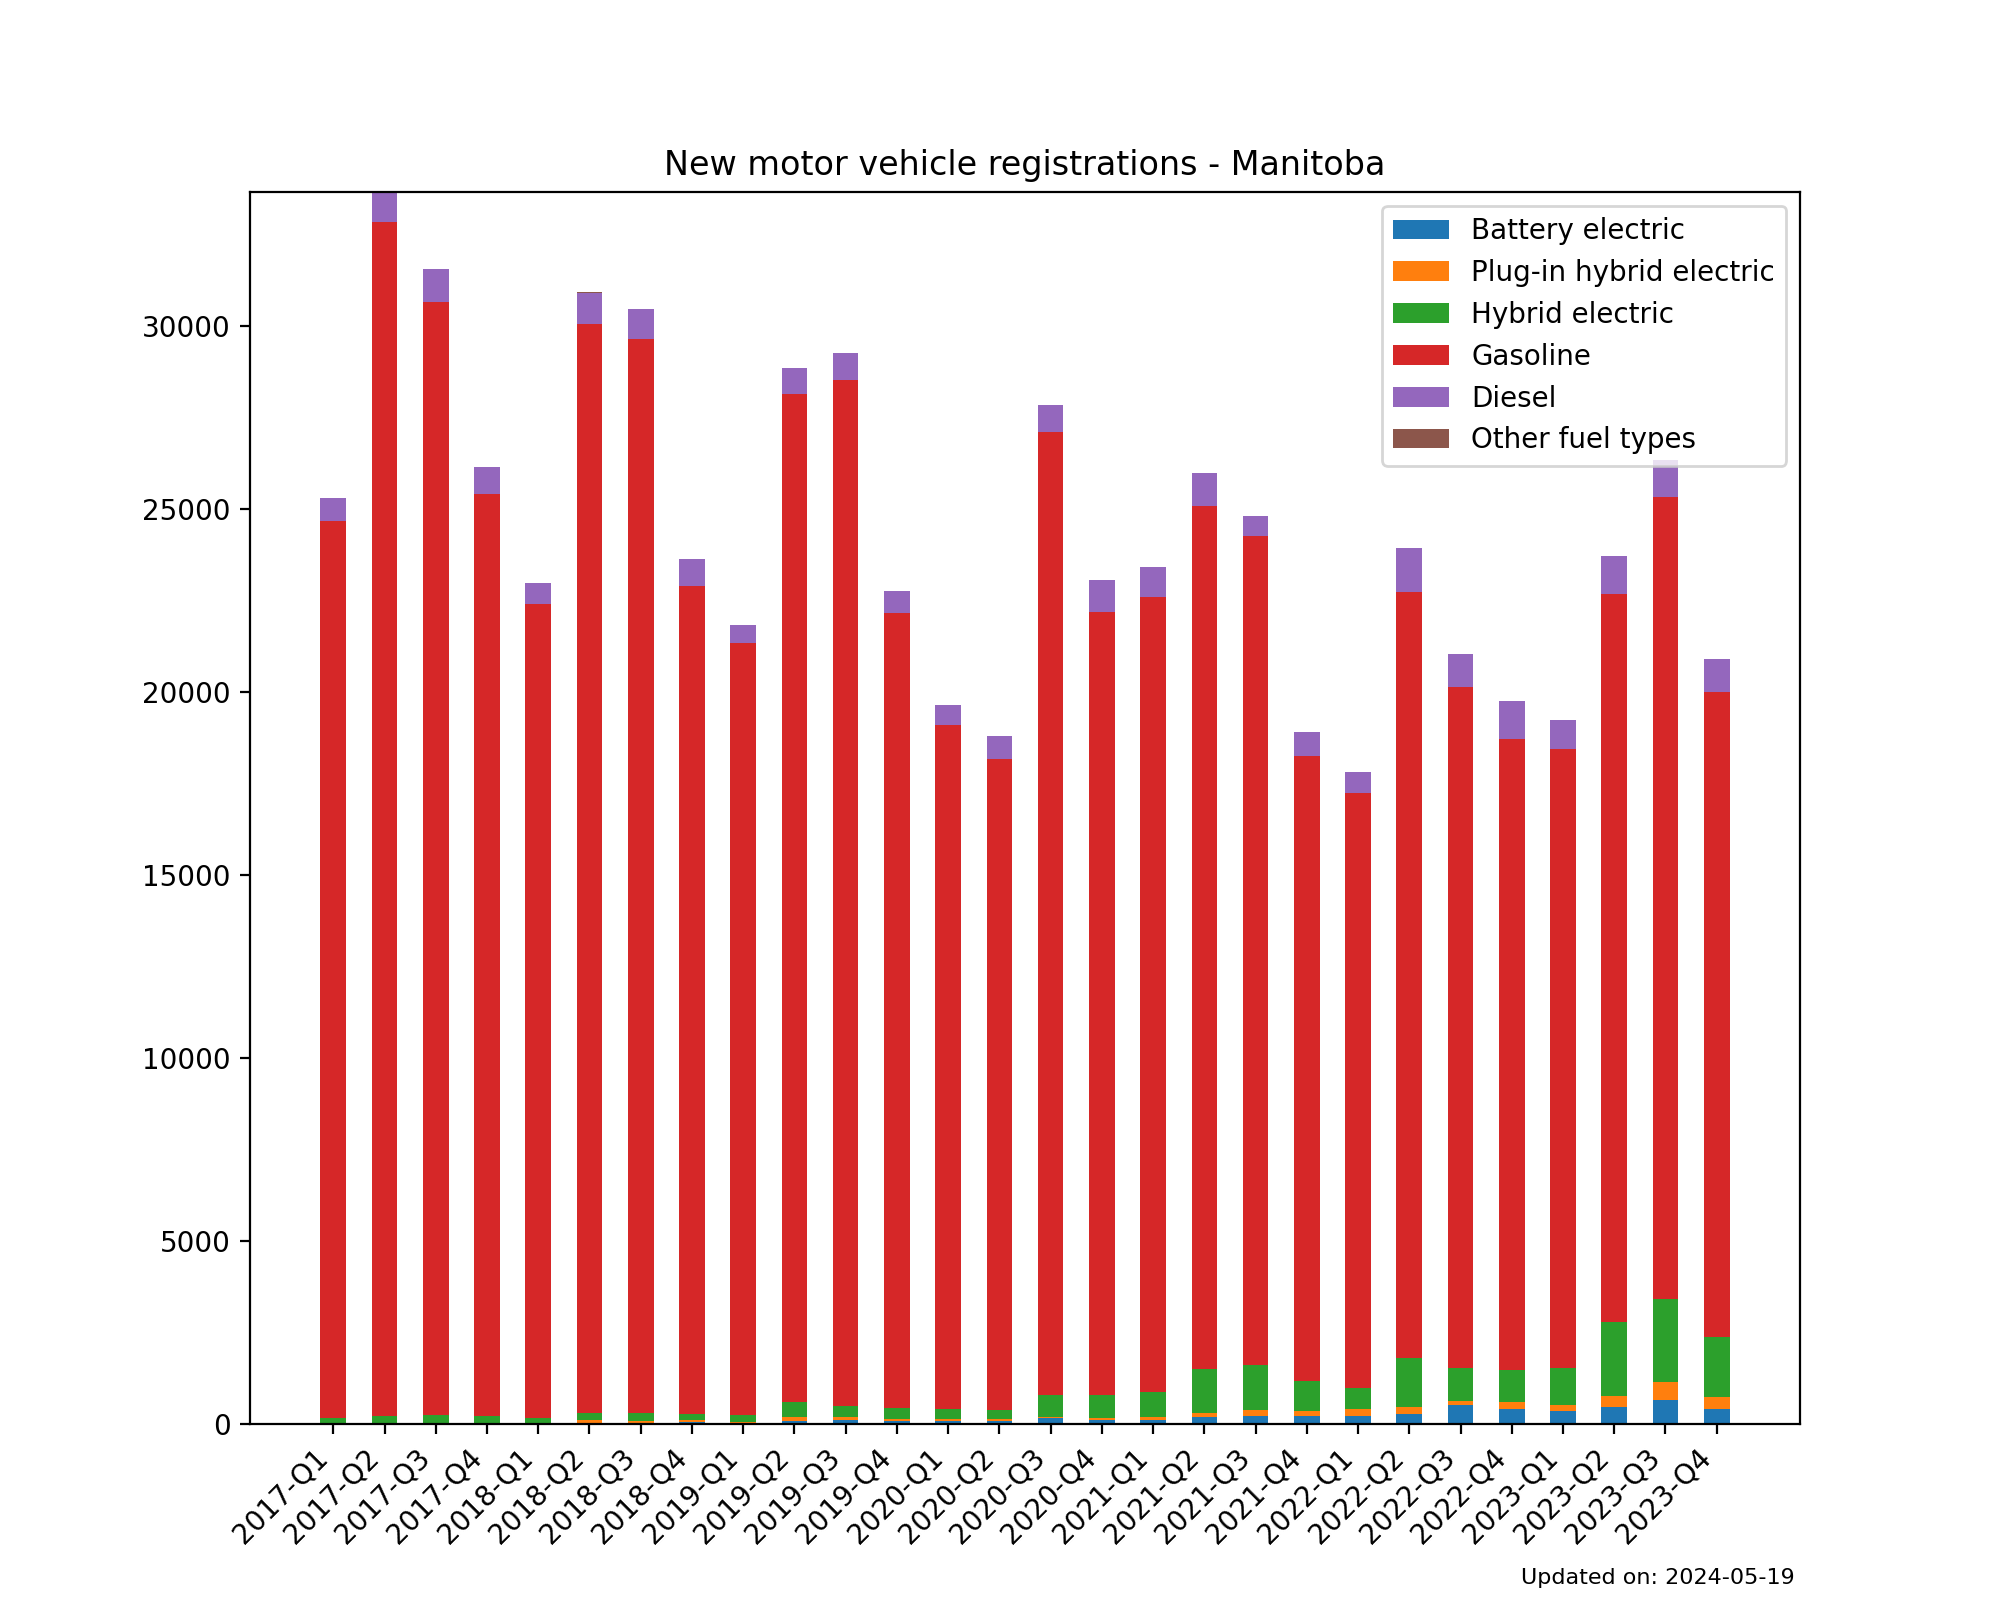 New motor vehicle registrations - Manitoba
Battery electric
Plug-in hybrid electric
Hybrid electric
Gasoline
Diesel
Other fuel types
30000
25000
20000
15000
10000
5000
0
2017-Q1
2017-Q2
2017-Q3
2017-Q4
2018-Q1
2018-Q2
2018-Q3
2018-Q4
2019-Q1
2019-Q2
2019-Q3
2019-Q4
2020-Q1
2020-Q2
2020-Q3
2020-Q4
2021-Q1
2021-Q2
2021-Q3
2021-Q4
2022-Q1
2022-Q2
2022-Q3
2022-Q4
2023-Q1
2023-Q2
2023-Q3
2023-Q4
Updated on: 2024-05-19